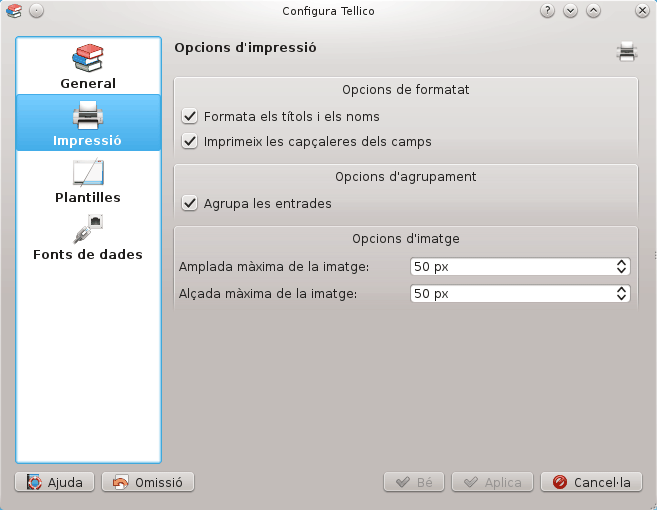 Configura Tellico
General
Impressió
Plantilles
Fonts de dades
Opcions d'impressió
Opcions de formatat
Formata els títols i els noms
Imprimeix les capçaleres dels camps
Opcions d'agrupament
Agrupa les entrades
Opcions d'imatge
Amplada màxima de la imatge: 50 px
Alçada màxima de la imatge: 50 px
Ajuda Omissió Bé Aplica Cancel·la